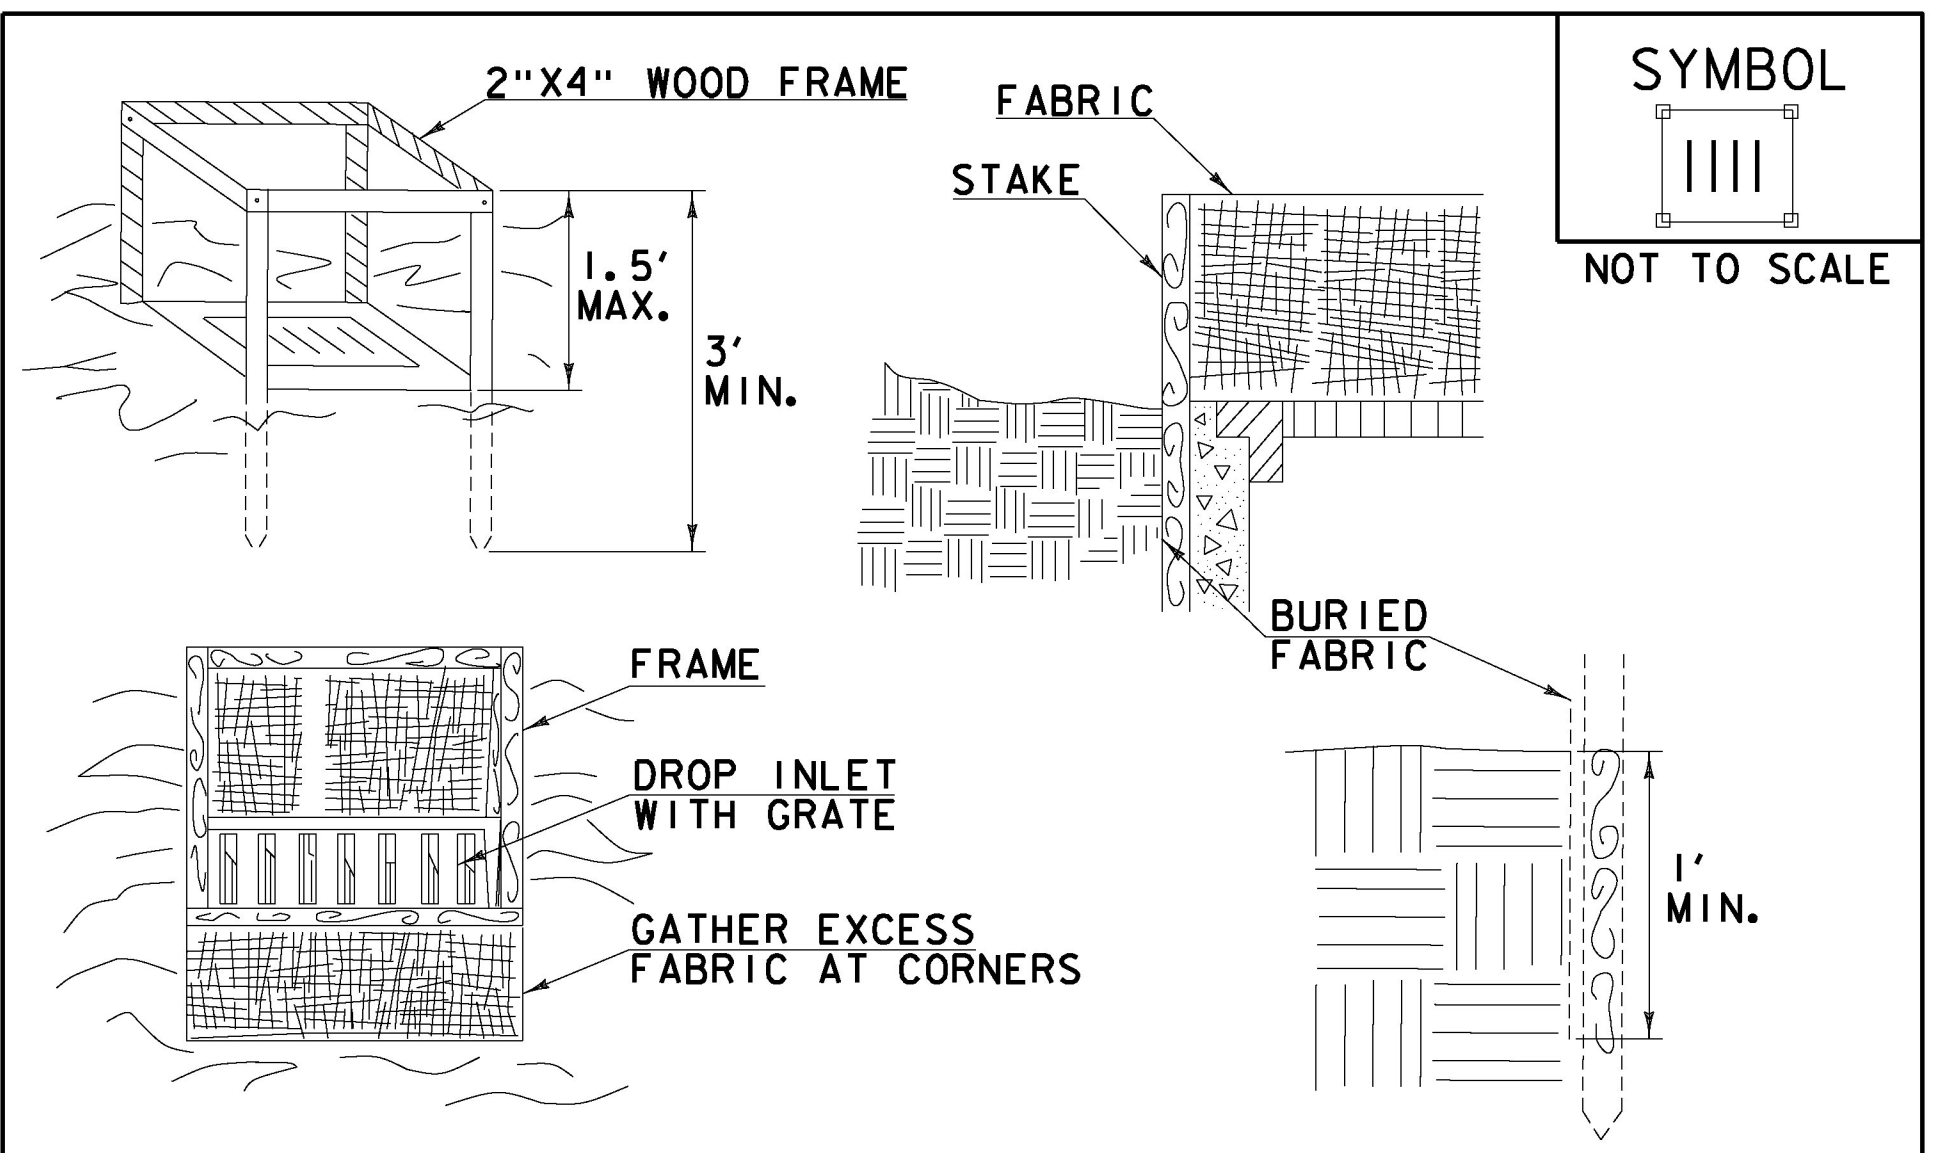 2"X4" WOOD FRAME
1.5'
MAX.
3'
MIN.
FABRIC
STAKE
SYMBOL
NOT TO SCALE
BURIED
FABRIC
FRAME
DROP INLET
WITH GRATE
GATHER EXCESS
FABRIC AT CORNERS
1'
MIN.